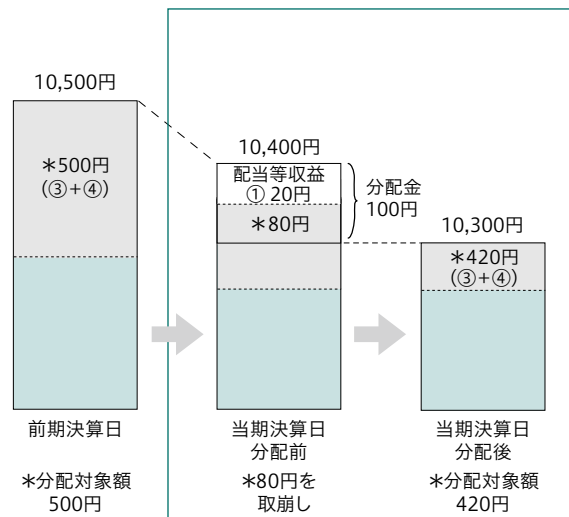 10,500円
＊500円
(③+④)
10,400円
配当等収益
① 20円
＊80円
分配金
100円
10,300円
＊420円
(③+④)
前期決算日
当期決算日
分配前
当期決算日
分配後
＊分配対象額
500円
＊80円を
取崩し
＊分配対象額
420円